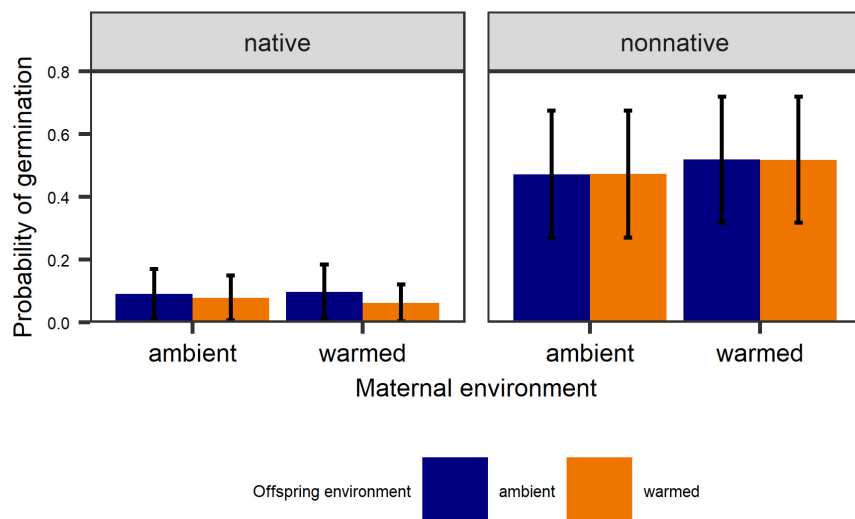 native nonnative
Probability of germination
0.8
0.6
0.4
0.2
0.0
ambient warmed ambient warmed
Maternal environment
Offspring environment ambient warmed